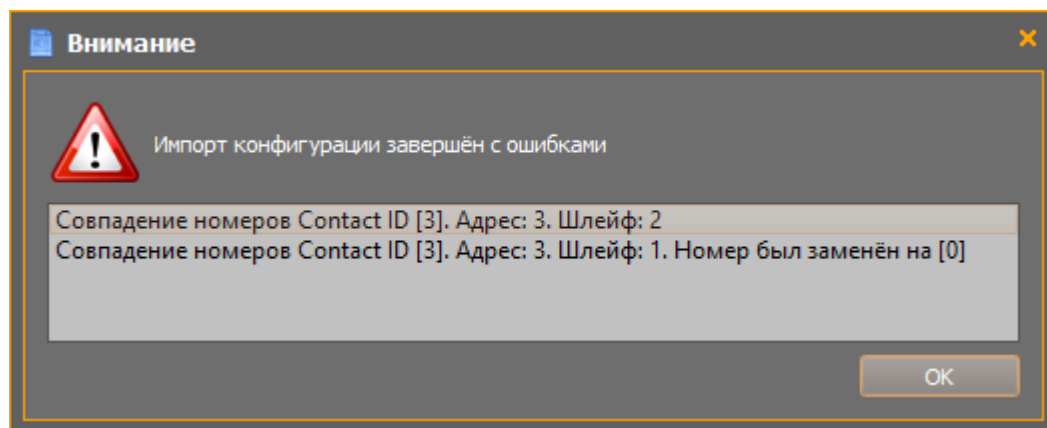 Внимание
Импорт конфигурации завершён с ошибками
Совпадение номеров Contact ID [3]. Адрес: 3. Шлейф: 2
Совпадение номеров Contact ID [3]. Адрес: 3. Шлейф: 1. Номер был заменён на [0]
OK